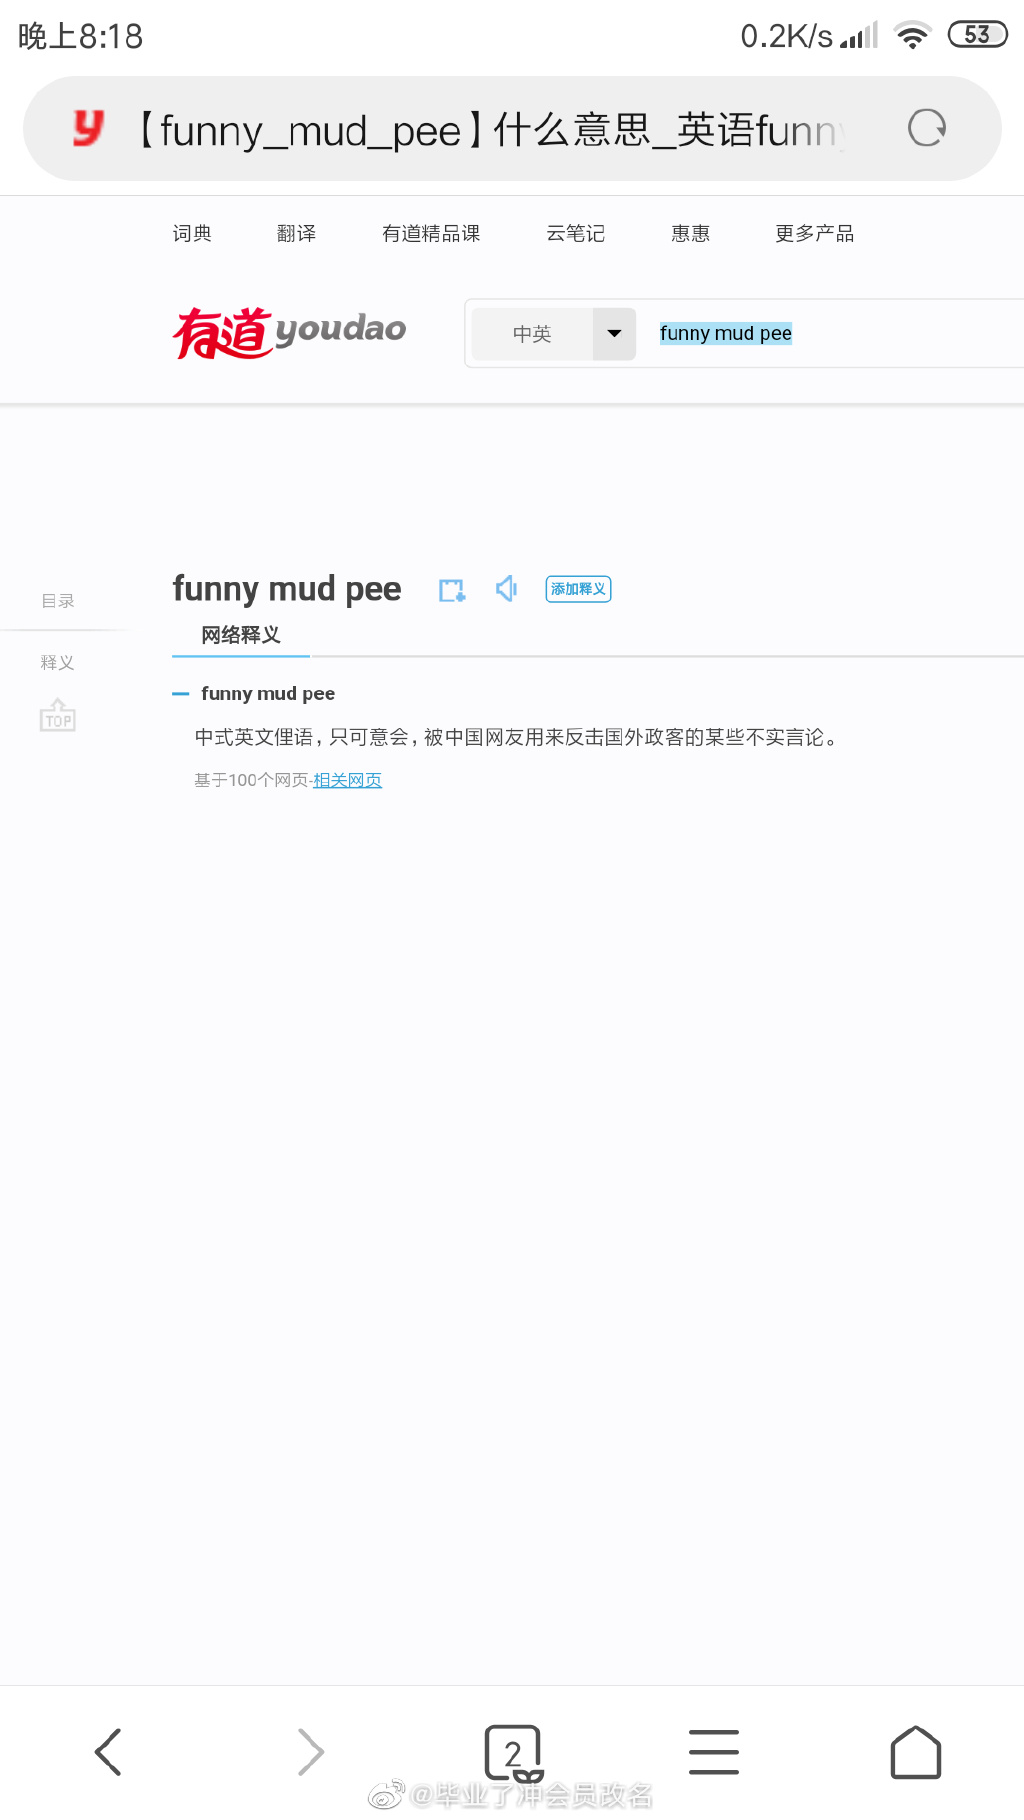 晚上8:18
0.2K/s
53
【funny_mud_pee】什么意思_英语funny
词典 翻译 有道精品课 云笔记 惠惠 更多产品
有道 youdao
中英
funny mud pee
目录
释义
TOP
funny mud pee
添加释义
网络释义
funny mud pee
中式英文俚语，只可意会，被中国网友用来反击国外政客的某些不实言论。
基于100个网页-相关网页
2
@毕业了冲会员改名